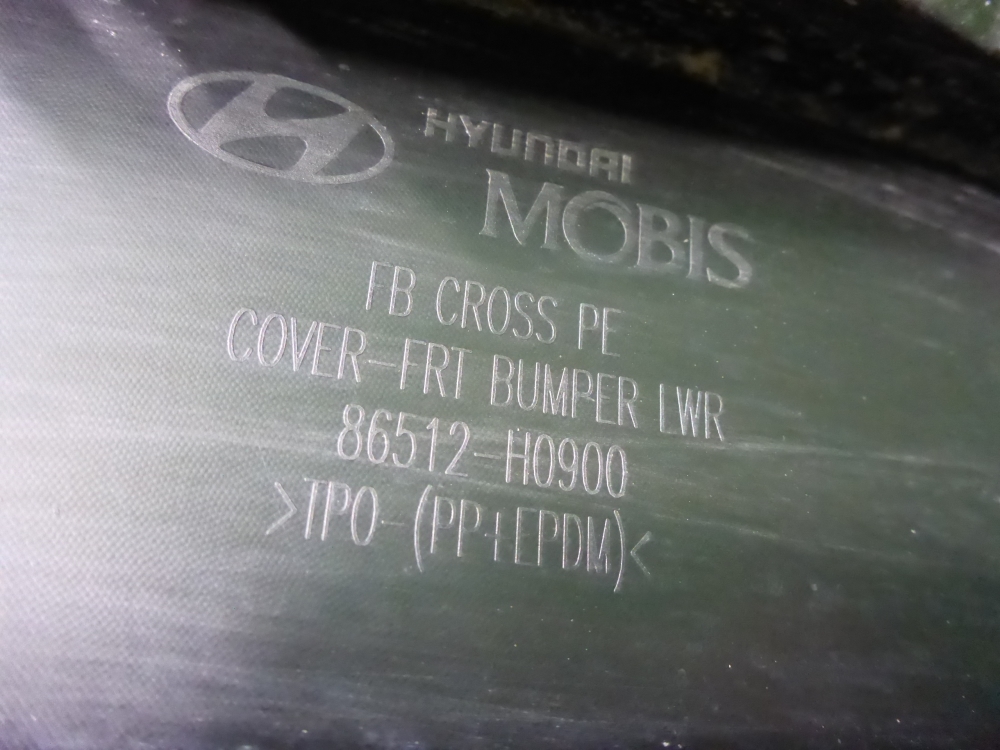 HYUNDAI
MOBIS
FB CROSS PE
COVER-FRT BUMPER LWR
86512-H0900
>TPO-(PP+EPDM)<